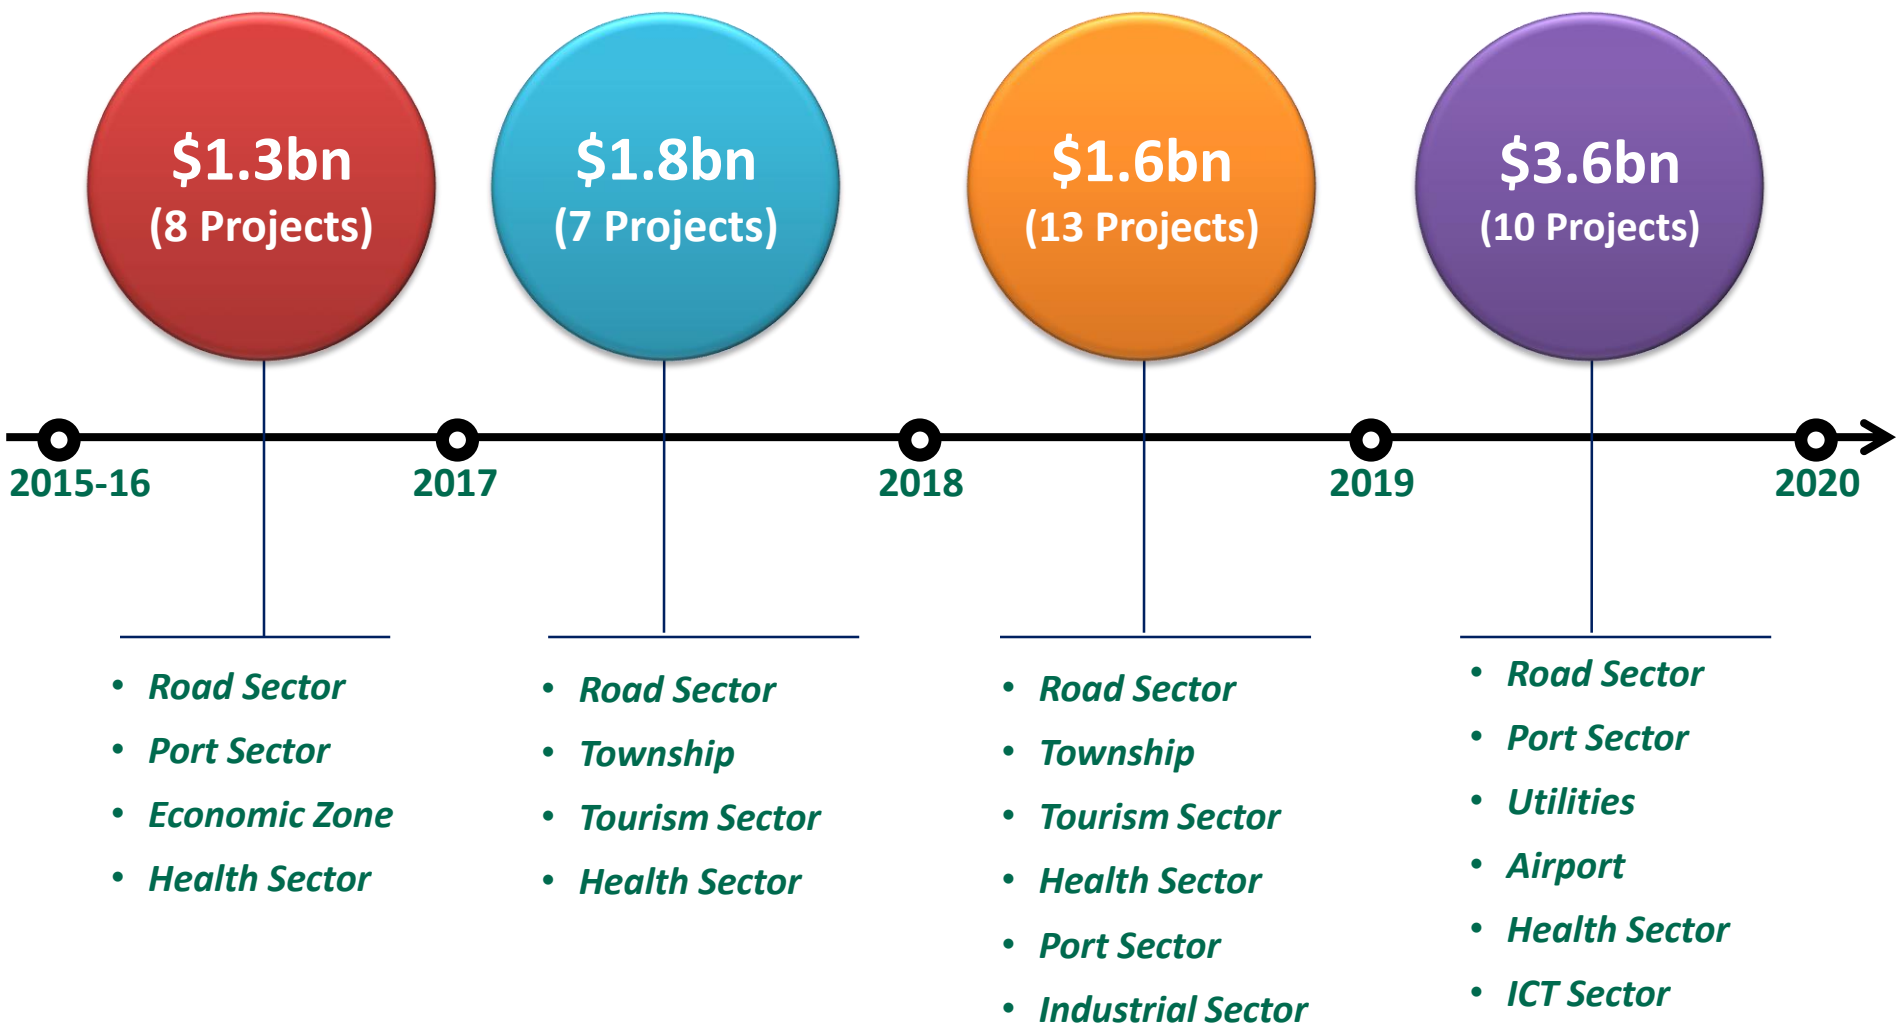 $1.3bn
(8 Projects)
$1.8bn
(7 Projects)
$1.6bn
(13 Projects)
$3.6bn
(10 Projects)
2015-16
2017
2018
2019
2020
• Road Sector
• Port Sector
• Economic Zone
• Health Sector
• Road Sector
• Township
• Tourism Sector
• Health Sector
• Road Sector
• Township
• Tourism Sector
• Health Sector
• Port Sector
• Industrial Sector
• Road Sector
• Port Sector
• Utilities
• Airport
• Health Sector
• ICT Sector